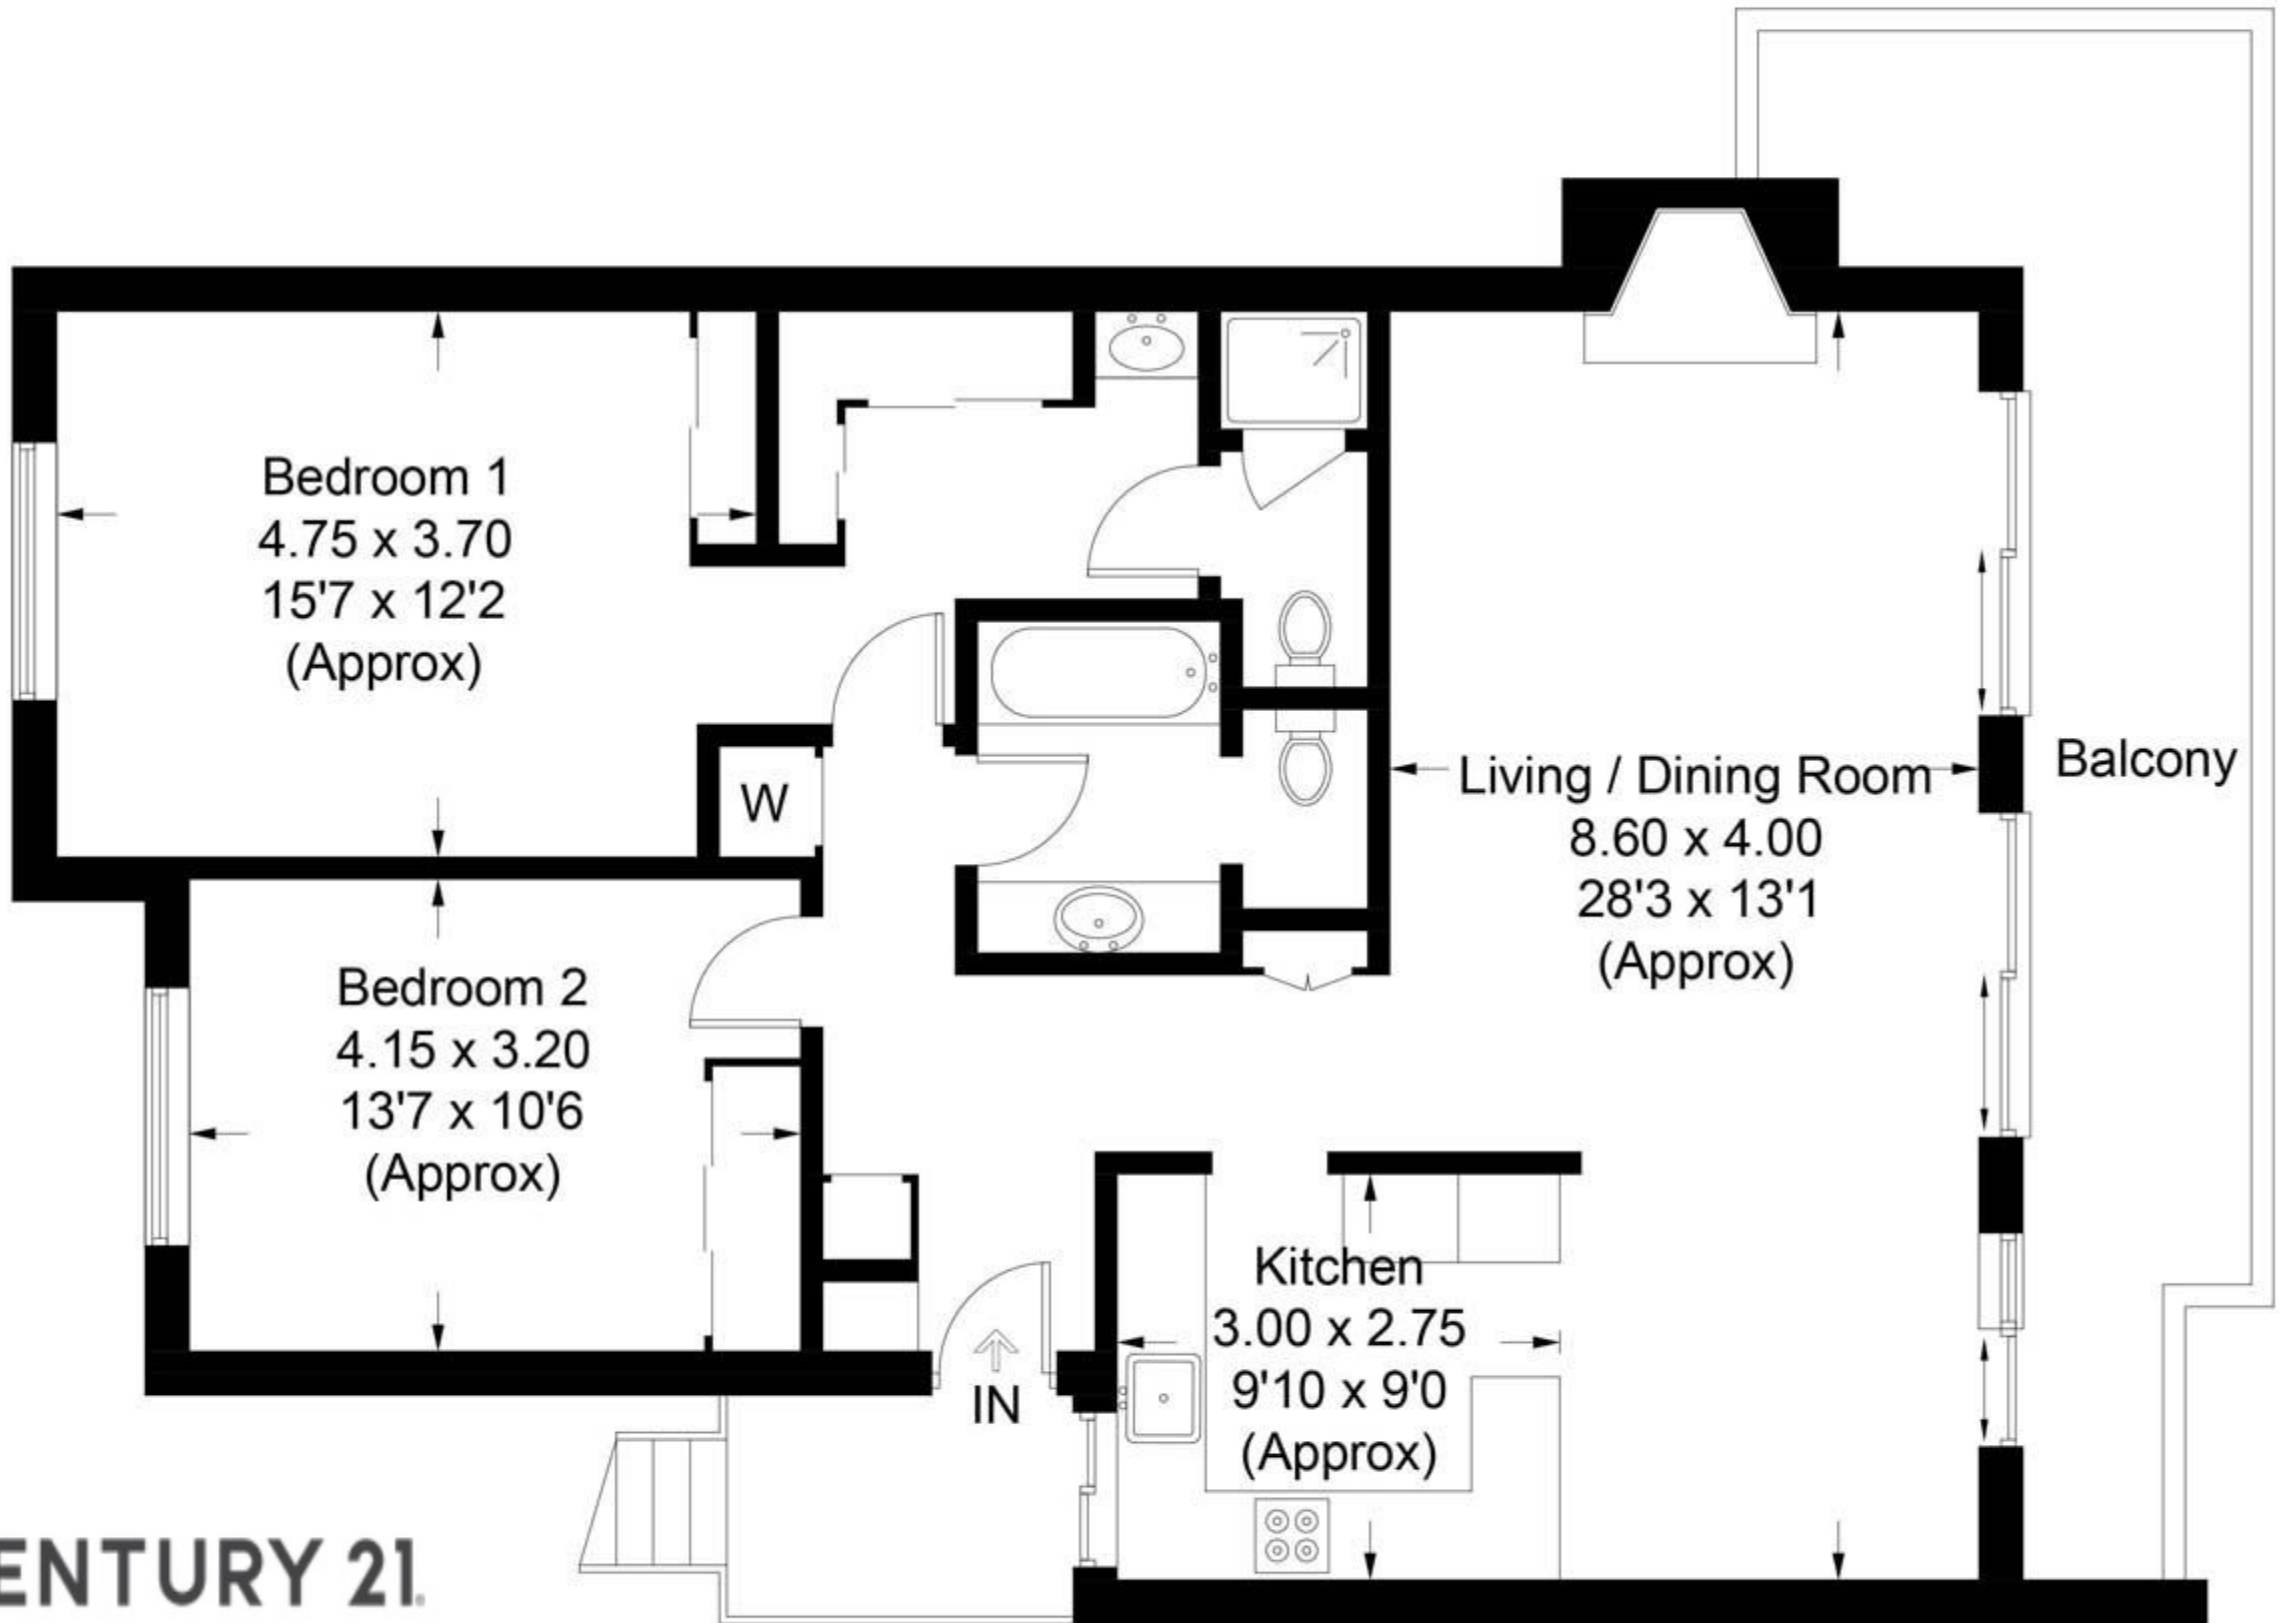 Bedroom 1
4.75 x 3.70
15'7 x 12'2
(Approx)
W
Bedroom 2
4.15 x 3.20
13'7 x 10'6
(Approx)
Living / Dining Room
8.60 x 4.00
28'3 x 13'1
(Approx)
Balcony
Kitchen
3.00 x 2.75
9'10 x 9'0
(Approx)
IN
ENTURY 21.